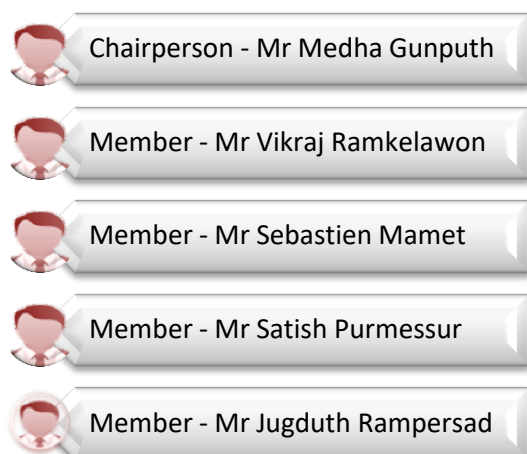 Chairperson - Mr Medha Gunputh
Member - Mr Vikraj Ramkelawon
Member - Mr Sebastien Mamet
Member - Mr Satish Purmessur
Member - Mr Jugduth Rampersad